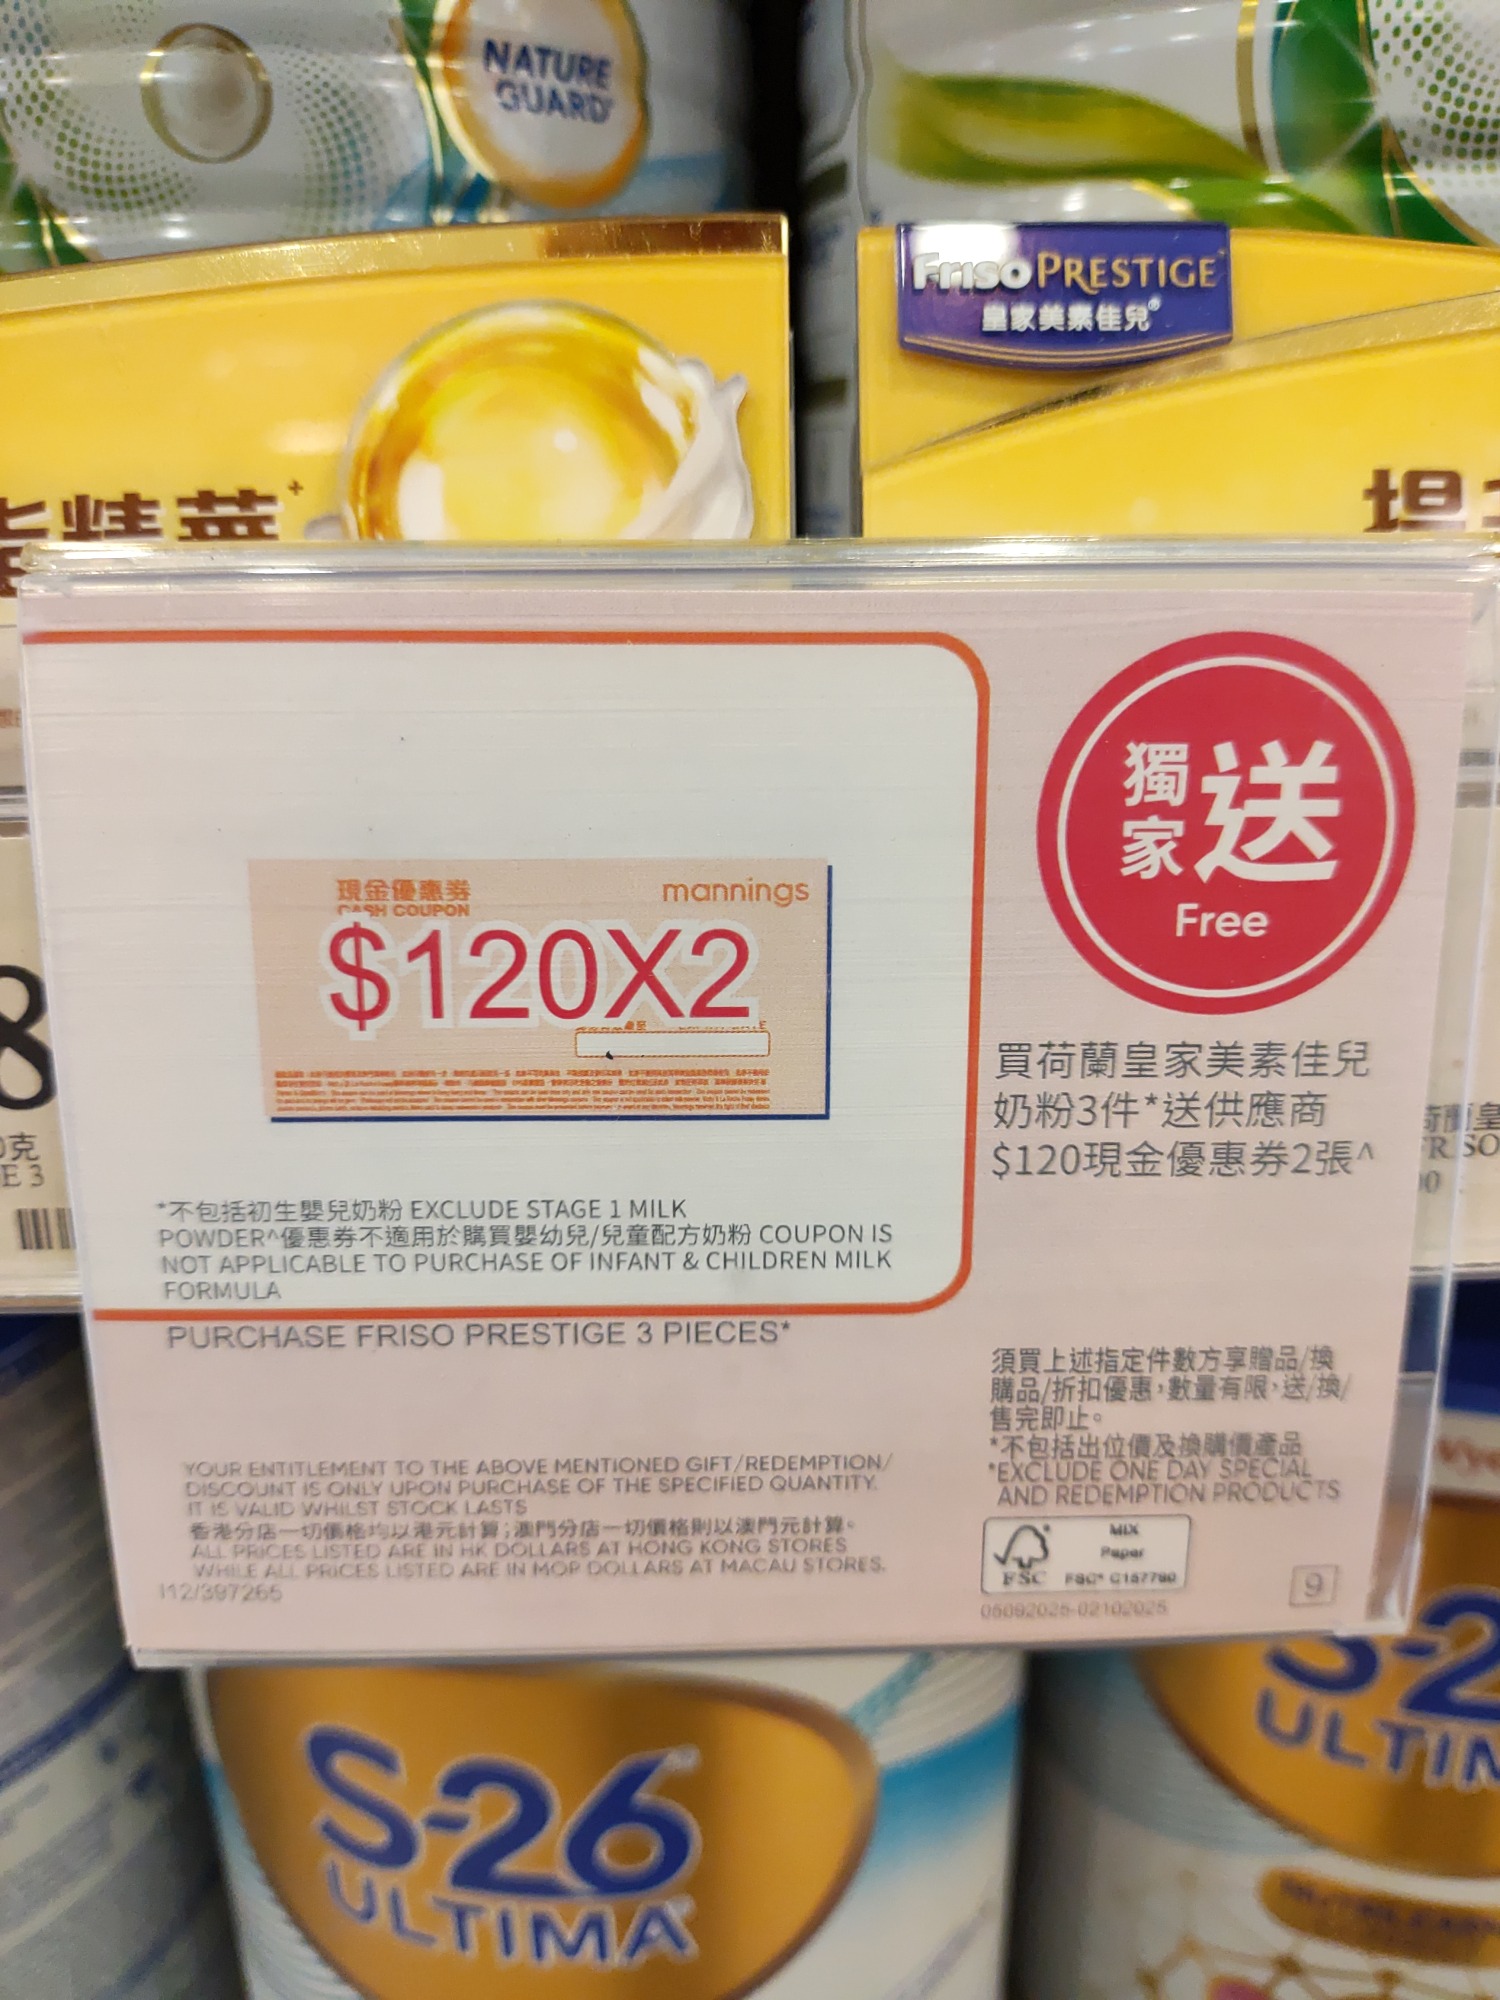 NATURE
GUARD
Friso PRESTIGE
皇家美素佳兒®
精萃+
獨家送
Free
現金優惠券
mannings
CASH COUPON
$120X2
買荷蘭皇家美素佳兒
奶粉3件*送供應商
$120現金優惠券2張^
*不包括初生嬰兒奶粉 EXCLUDE STAGE 1 MILK
POWDER^優惠券不適用於購買嬰幼兒/兒童配方奶粉 COUPON IS
NOT APPLICABLE TO PURCHASE OF INFANT & CHILDREN MILK
FORMULA
PURCHASE FRISO PRESTIGE 3 PIECES*
須買上述指定件數方享贈品/換
購品/折扣優惠，數量有限，送/換/
售完即止。
*不包括出位價及換購價產品
*EXCLUDE ONE DAY SPECIAL
AND REDEMPTION PRODUCTS
YOUR ENTITLEMENT TO THE ABOVE MENTIONED GIFT/REDEMPTION/
DISCOUNT IS ONLY UPON PURCHASE OF THE SPECIFIED QUANTITY.
IT IS VALID WHILST STOCK LASTS
香港分店一切價格均以港元計算；澳門分店一切價格則以澳門元計算。
ALL PRICES LISTED ARE IN HK DOLLARS AT HONG KONG STORES
WHILE ALL PRICES LISTED ARE IN MOP DOLLARS AT MACAU STORES.
I12/397265
FSC
MIX
Paper
FSC® C157790
05092025-02102025
9
8
克
E 3
S-26
ULTIMA
S-2
ULTIM